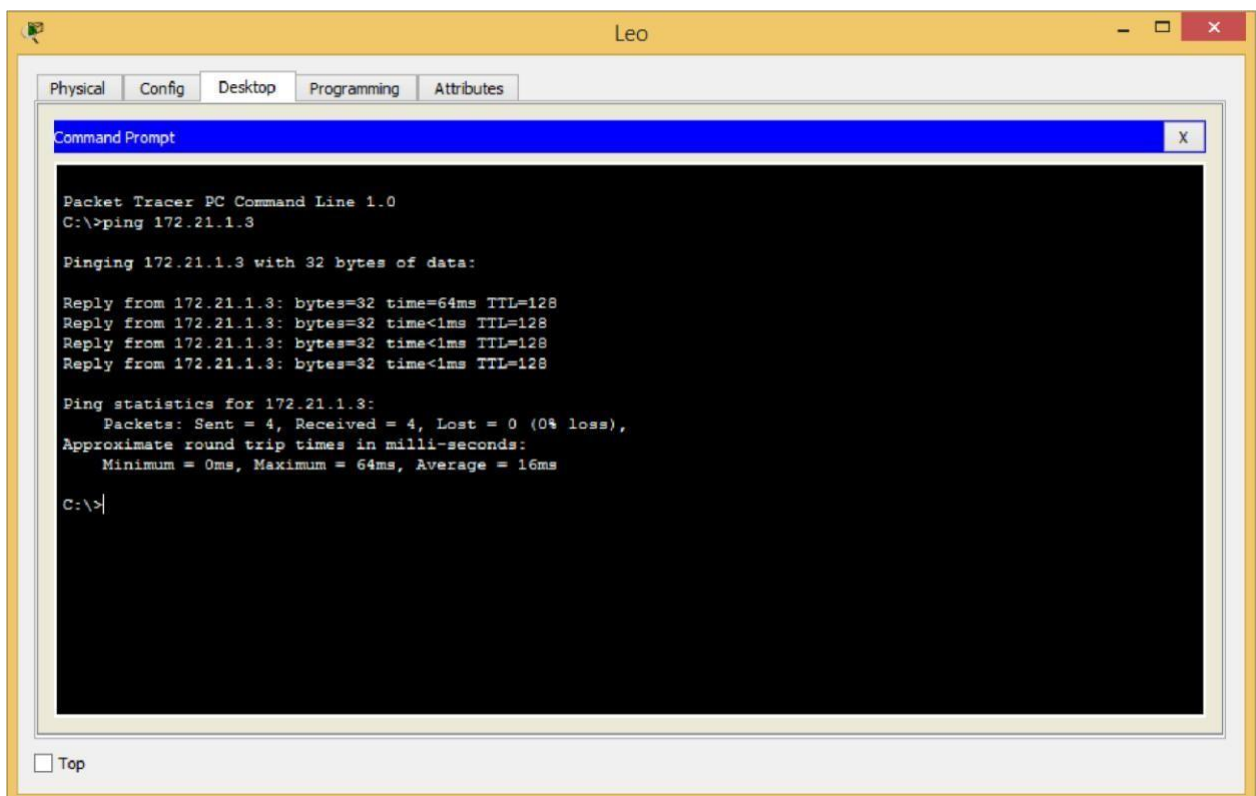 Leo
Physical Config Desktop Programming Attributes
Command Prompt X
Packet Tracer PC Command Line 1.0
C:\>ping 172.21.1.3
Pinging 172.21.1.3 with 32 bytes of data:
Reply from 172.21.1.3: bytes=32 time=64ms TTL=128
Reply from 172.21.1.3: bytes=32 time<1ms TTL=128
Reply from 172.21.1.3: bytes=32 time<1ms TTL=128
Reply from 172.21.1.3: bytes=32 time<1ms TTL=128
Ping statistics for 172.21.1.3:
    Packets: Sent = 4, Received = 4, Lost = 0 (0% loss),
Approximate round trip times in milli-seconds:
    Minimum = 0ms, Maximum = 64ms, Average = 16ms
C:\>
Top